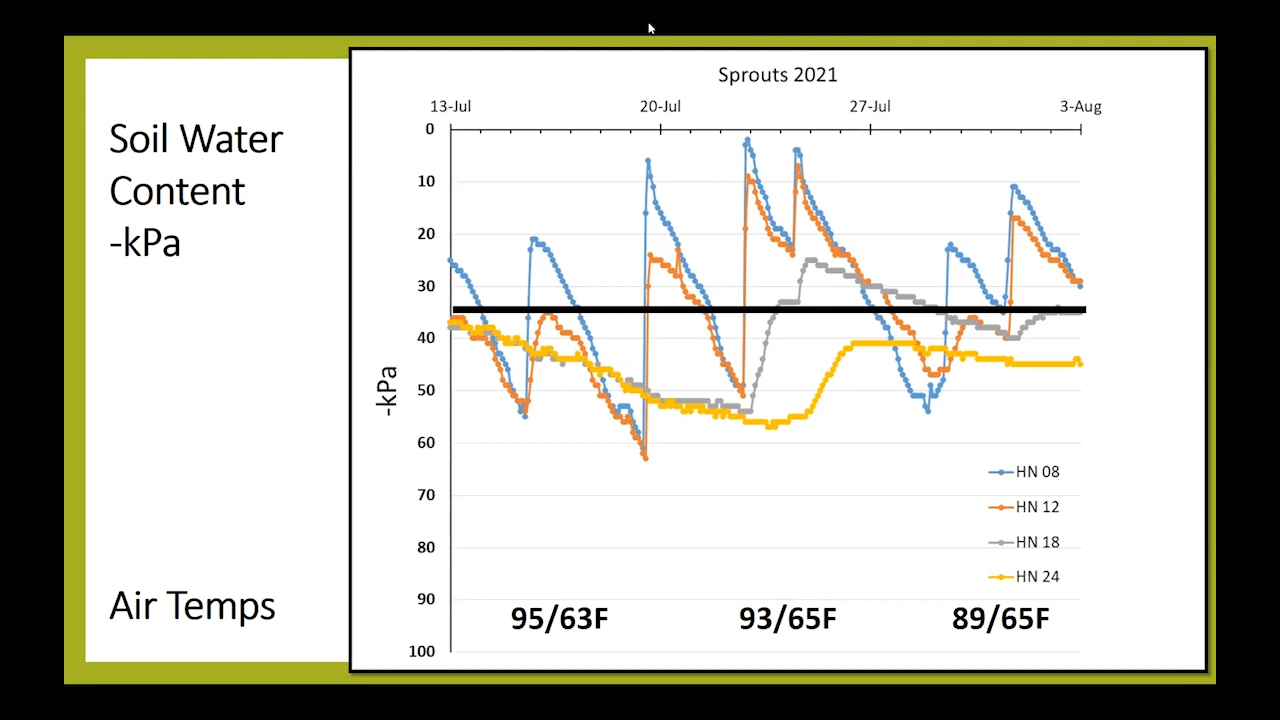 Soil Water
Content
-kPa
Air Temps
Sprouts 2021
13-Jul 20-Jul 27-Jul 3-Aug
0
10
20
30
40
50
60
70
80
90
100
-kPa
HN 08
HN 12
HN 18
HN 24
95/63F 93/65F 89/65F